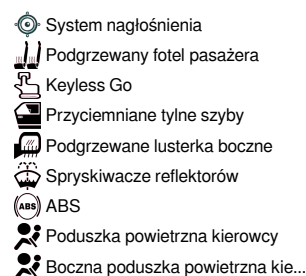 System nagłośnienia
Podgrzewany fotel pasażera
Keyless Go
Przyciemniane tylne szyby
Podgrzewane lusterka boczne
Spryskiwacze reflektorów
(ABS) ABS
Poduszka powietrzna kierowcy
Boczna poduszka powietrzna kie...